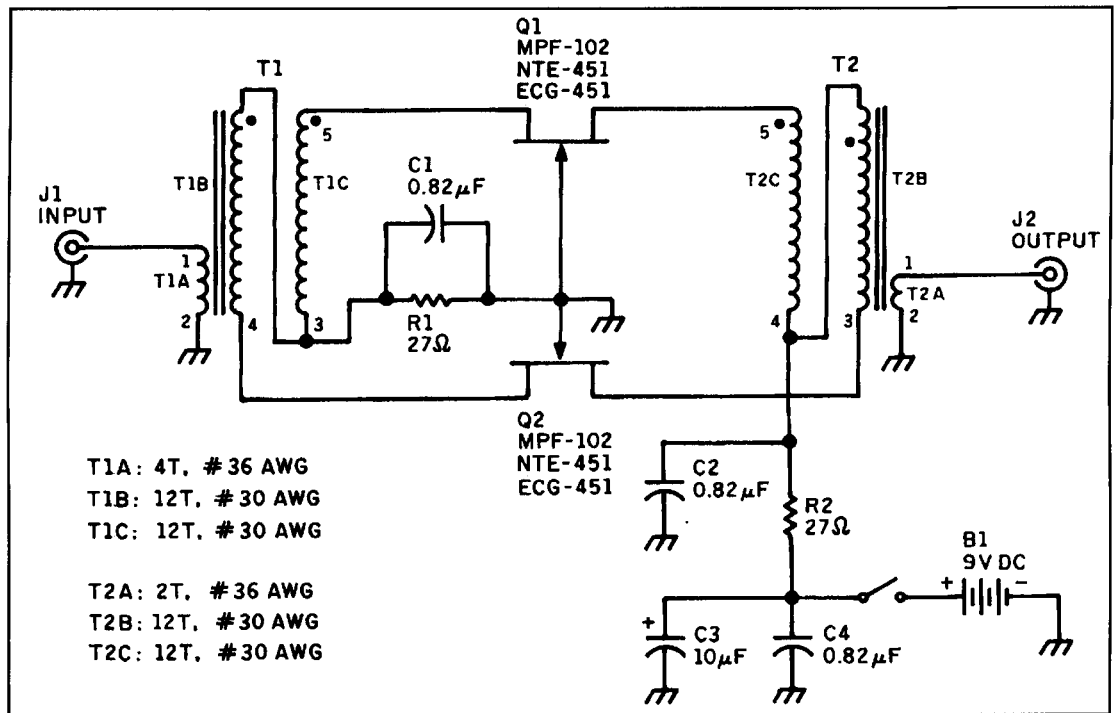 Q1
MPF-102
NTE-451
ECG-451
T1
T2
5
5
C1
0.82µF
T1B
T1C
T2C
T2B
J1
INPUT
J2
OUTPUT
1
T1A
2
4
3
R1
27Ω
4
3
1
T2A
2
Q2
MPF-102
NTE-451
ECG-451
C2
0.82µF
R2
27Ω
B1
9V DC
+ -
+
C3
10µF
C4
0.82µF
T1A: 4T, #36 AWG
T1B: 12T, #30 AWG
T1C: 12T, #30 AWG
T2A: 2T, #36 AWG
T2B: 12T, #30 AWG
T2C: 12T, #30 AWG